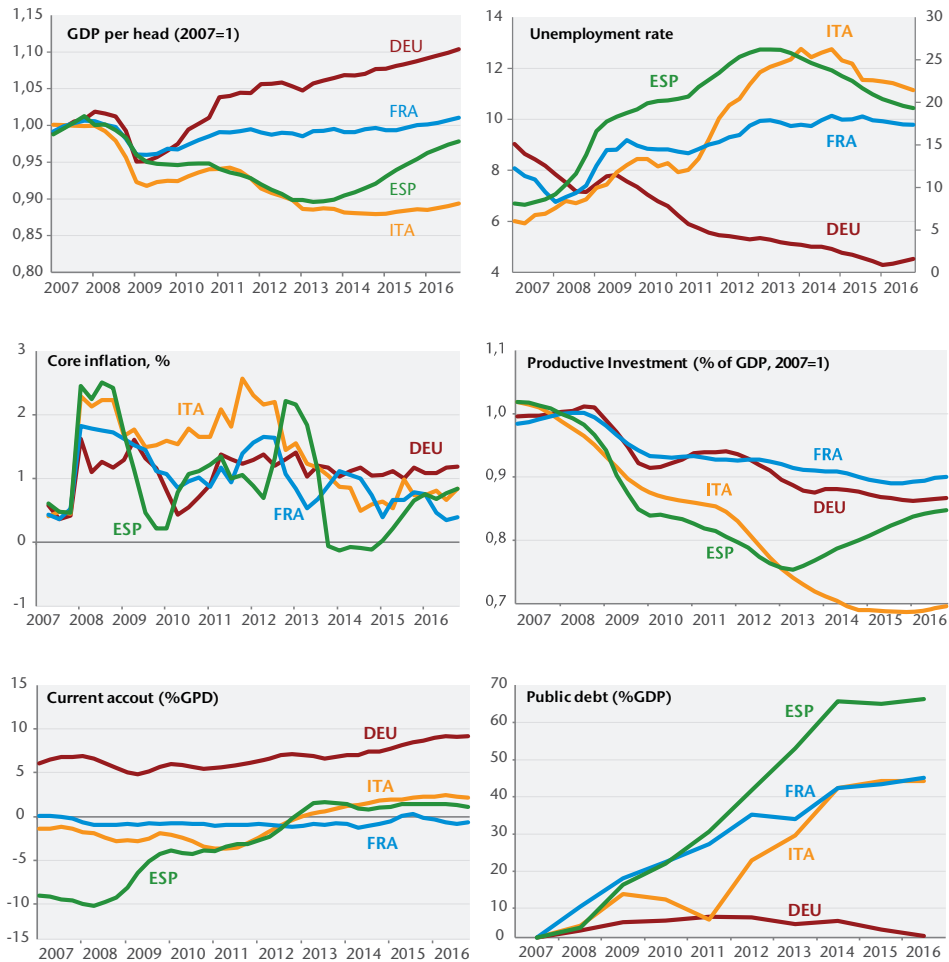 GDP per head (2007=1)
1,15
1,10
1,05
1,00
0,95
0,90
0,85
0,80
DEU
FRA
ESP
ITA
2007 2008 2009 2010 2011 2012 2013 2014 2015 2016
Unemployment rate
14
12
10
8
6
4
30
25
20
15
10
5
0
ITA
ESP
FRA
DEU
2007 2008 2009 2010 2011 2012 2013 2014 2015 2016
Core inflation, %
3
2
1
0
-1
ITA
DEU
ESP
FRA
2007 2008 2009 2010 2011 2012 2013 2014 2015 2016
Productive Investment (% of GDP, 2007=1)
1,1
1,0
0,9
0,8
0,7
FRA
ITA
DEU
ESP
2007 2008 2009 2010 2011 2012 2013 2014 2015 2016
Current accout (%GPD)
15
10
5
0
-5
-10
-15
DEU
ITA
FRA
ESP
2007 2008 2009 2010 2011 2012 2013 2014 2015 2016
Public debt (%GDP)
70
60
50
40
30
20
10
0
ESP
FRA
ITA
DEU
2007 2008 2009 2010 2011 2012 2013 2014 2015 2016